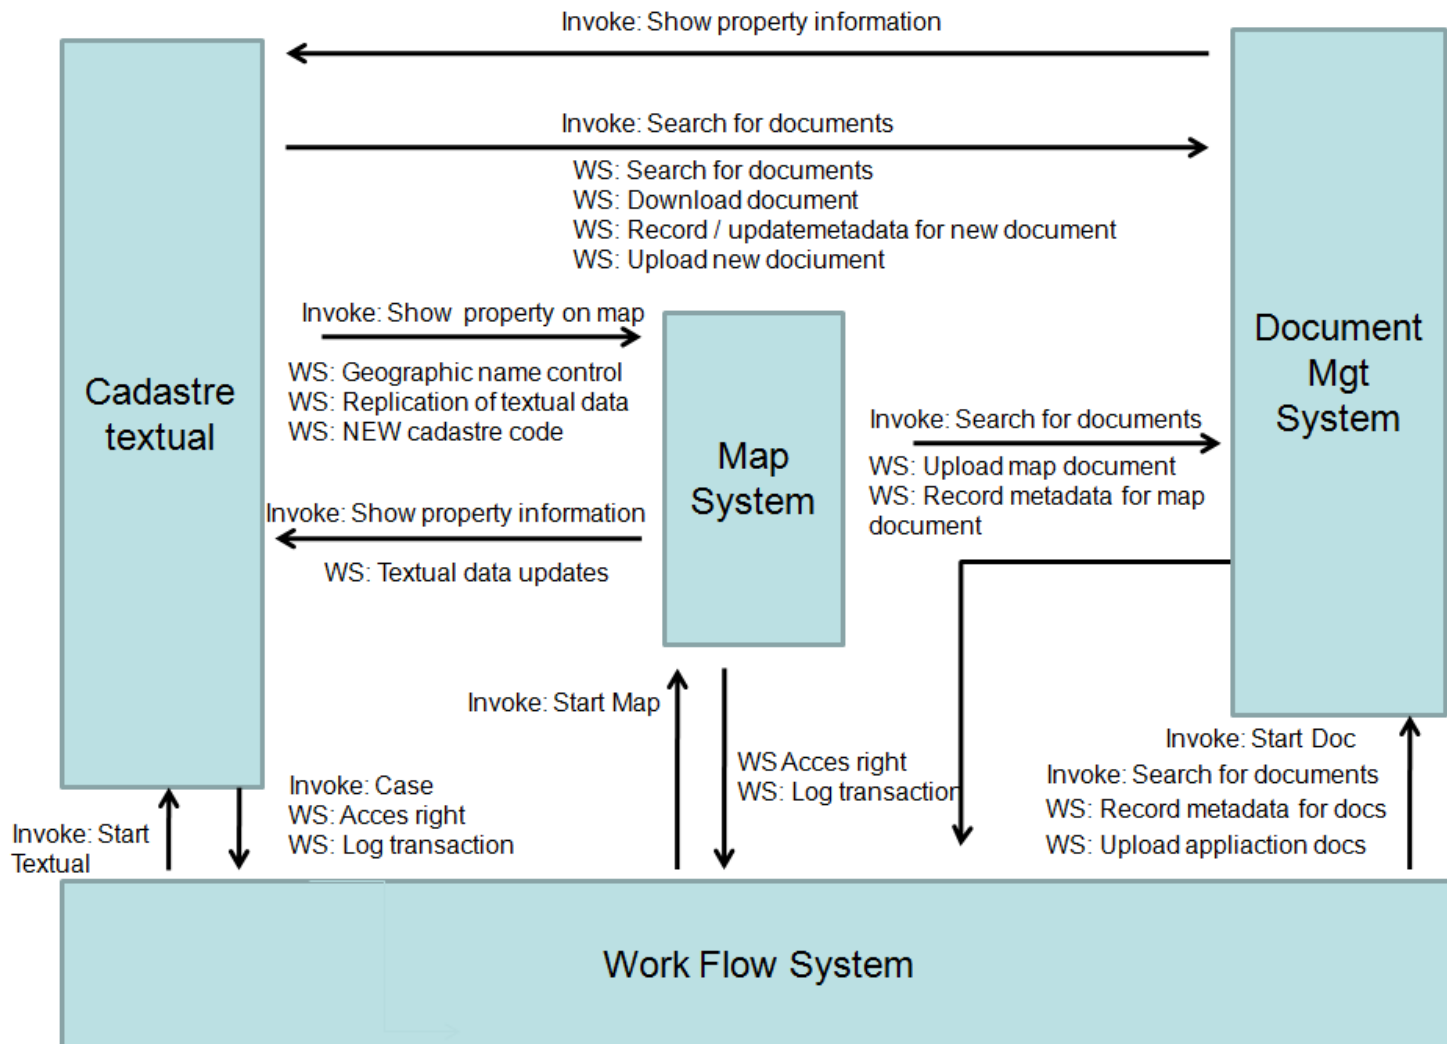 Invoke: Show property information
Invoke: Search for documents
WS: Search for documents
WS: Download document
WS: Record / updatemetadata for new document
WS: Upload new dociument
Invoke: Show property on map
WS: Geographic name control
WS: Replication of textual data
WS: NEW cadastre code
Cadastre
textual
Map
System
Document
Mgt
System
Invoke: Search for documents
WS: Upload map document
WS: Record metadata for map
document
Invoke: Show property information
WS: Textual data updates
Invoke: Start Map
WS Acces right
WS: Log transaction
Invoke: Start Doc
Invoke: Search for documents
WS: Record metadata for docs
WS: Upload appliaction docs
Invoke: Case
WS: Acces right
WS: Log transaction
Invoke: Start
Textual
Work Flow System